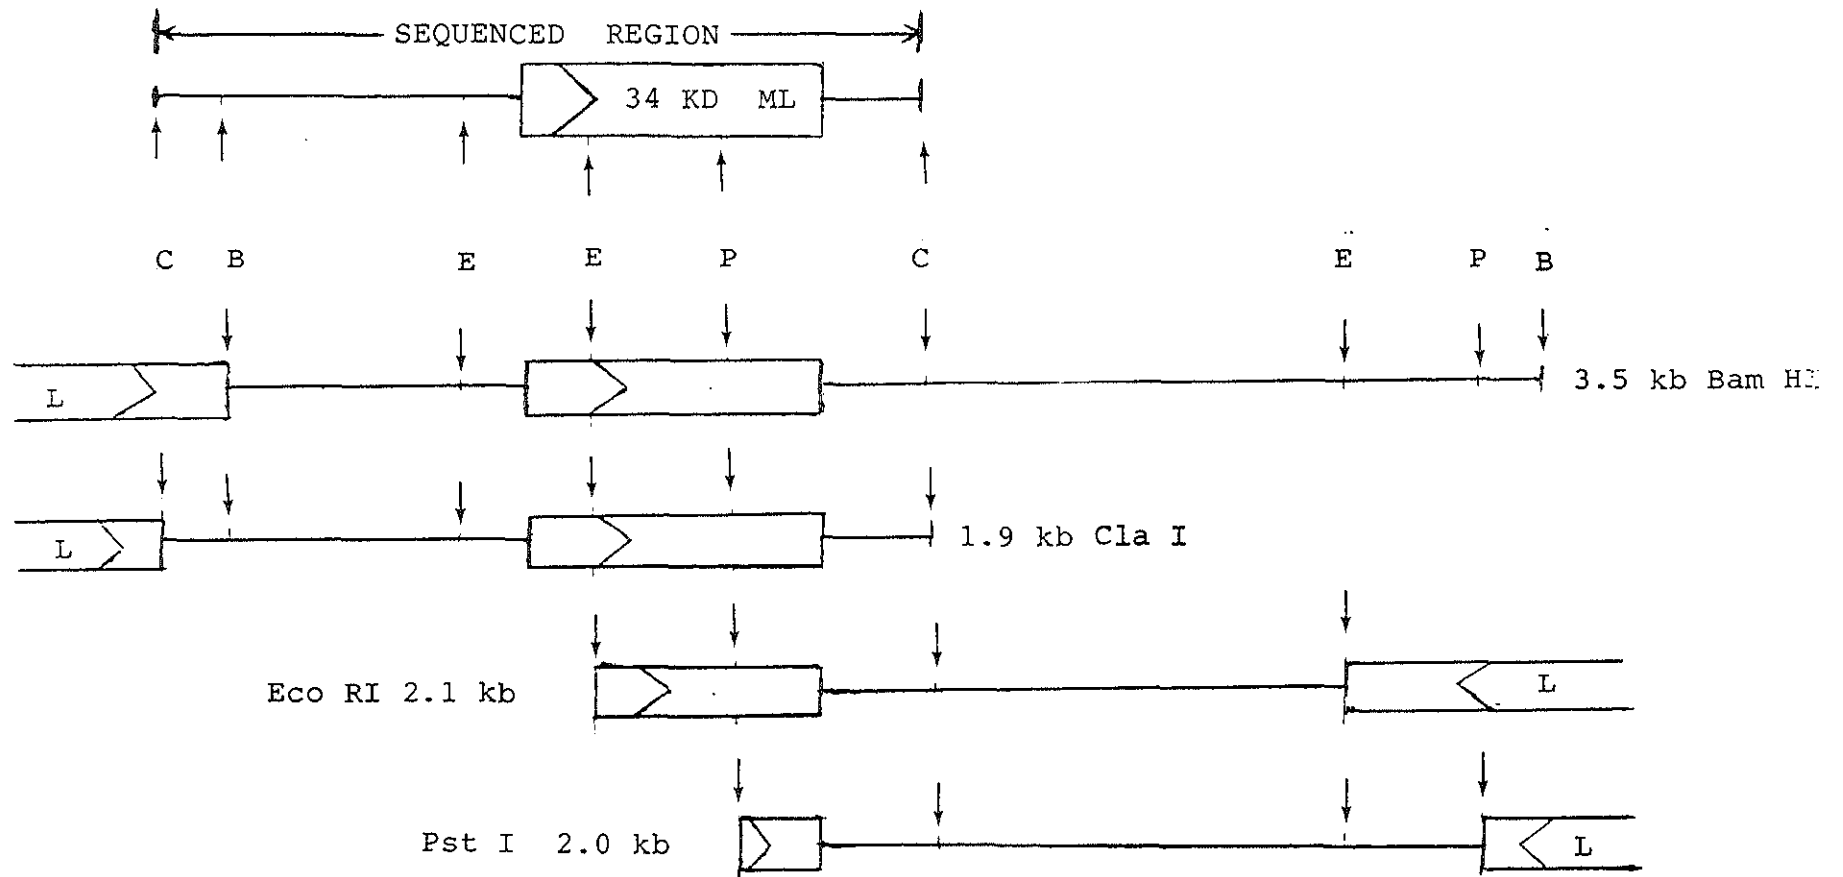 SEQUENCED REGION
34 KD ML
C B E E P C E P B
L 3.5 kb Bam HI
L 1.9 kb Cla I
Eco RI 2.1 kb L
Pst I 2.0 kb L